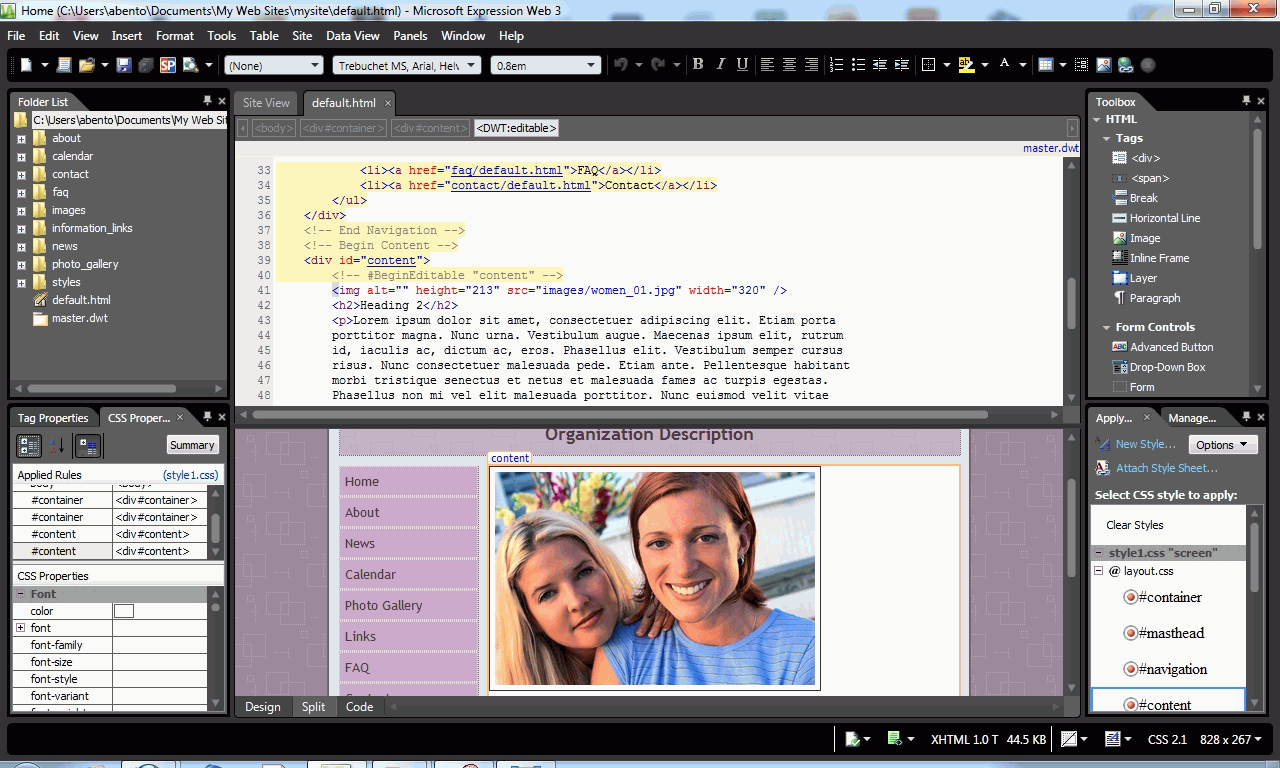 Home (C:\Users\abento\Documents\My Web Sites\mysite\default.html) - Microsoft Expression Web 3
File Edit View Insert Format Tools Table Site Data View Panels Window Help
(None) Trebuchet MS, Arial, Helv 0.8em B I U A
Folder List
C:\Users\abento\Documents\My Web Sit
about
calendar
contact
faq
images
information_links
news
photo_gallery
styles
default.html
master.dwt
Site View default.html
<body> <div#container> <div#content> <DWT:editable>
master.dwt
33 <li><a href="faq/default.html">FAQ</a></li>
34 <li><a href="contact/default.html">Contact</a></li>
35 </ul>
36 </div>
37 <!-- End Navigation -->
38 <!-- Begin Content -->
39 <div id="content">
40 <!-- #BeginEditable "content" -->
41 <img alt="" height="213" src="images/women_01.jpg" width="320" />
42 <h2>Heading 2</h2>
43 <p>Lorem ipsum dolor sit amet, consectetuer adipiscing elit. Etiam porta
44 porttitor magna. Nunc urna. Vestibulum augue. Maecenas ipsum elit, rutrum
45 id, iaculis ac, dictum ac, eros. Phasellus elit. Vestibulum semper cursus
46 risus. Nunc consectetuer malesuada pede. Etiam ante. Pellentesque habitant
47 morbi tristique senectus et netus et malesuada fames ac turpis egestas.
48 Phasellus non mi vel elit malesuada porttitor. Nunc euismod velit vitae
Toolbox
HTML
Tags
<div>
<span>
Break
Horizontal Line
Image
Inline Frame
Layer
Paragraph
Form Controls
Advanced Button
Drop-Down Box
Form
Tag Properties CSS Proper...
Summary
Applied Rules (style1.css)
body <body>
#container <div#container>
#container <div#container>
#content <div#content>
#content <div#content>
CSS Properties
Font
color
font
font-family
font-size
font-style
font-variant
Organization Description
content
Home
About
News
Calendar
Photo Gallery
Links
FAQ
Contact
Design Split Code
Apply... Manage...
New Style... Options
Attach Style Sheet...
Select CSS style to apply:
Clear Styles
style1.css "screen"
@ layout.css
#container
#masthead
#navigation
#content
XHTML 1.0 T 44.5 KB CSS 2.1 828 x 267